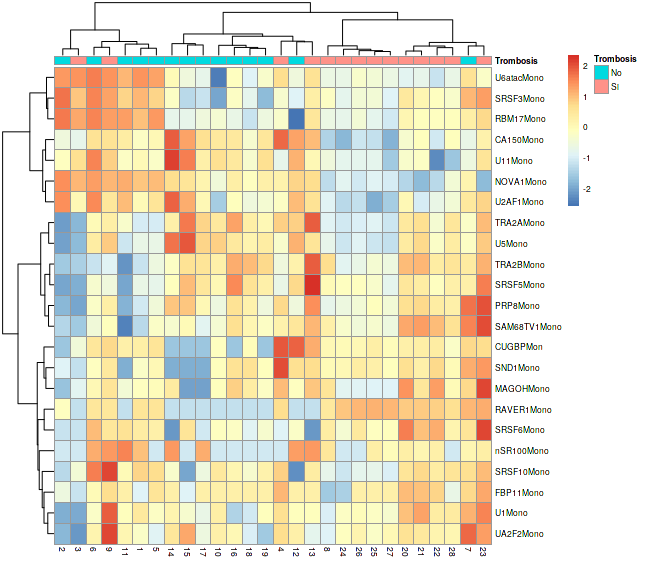 Trombosis
U6atacMono
SRSF3Mono
RBM17Mono
CA150Mono
U11Mono
NOVA1Mono
U2AF1Mono
TRA2AMono
U5Mono
TRA2BMono
SRSF5Mono
PRP8Mono
SAM68TV1Mono
CUGBPMon
SND1Mono
MAGOHMono
RAVER1Mono
SRSF6Mono
nSR100Mono
SRSF10Mono
FBP11Mono
U1Mono
UA2F2Mono
2 3 6 9 11 1 5 14 15 17 10 16 18 19 4 12 13 8 24 26 25 27 20 21 22 28 7 23
2
1
0
-1
-2
Trombosis
No
SI